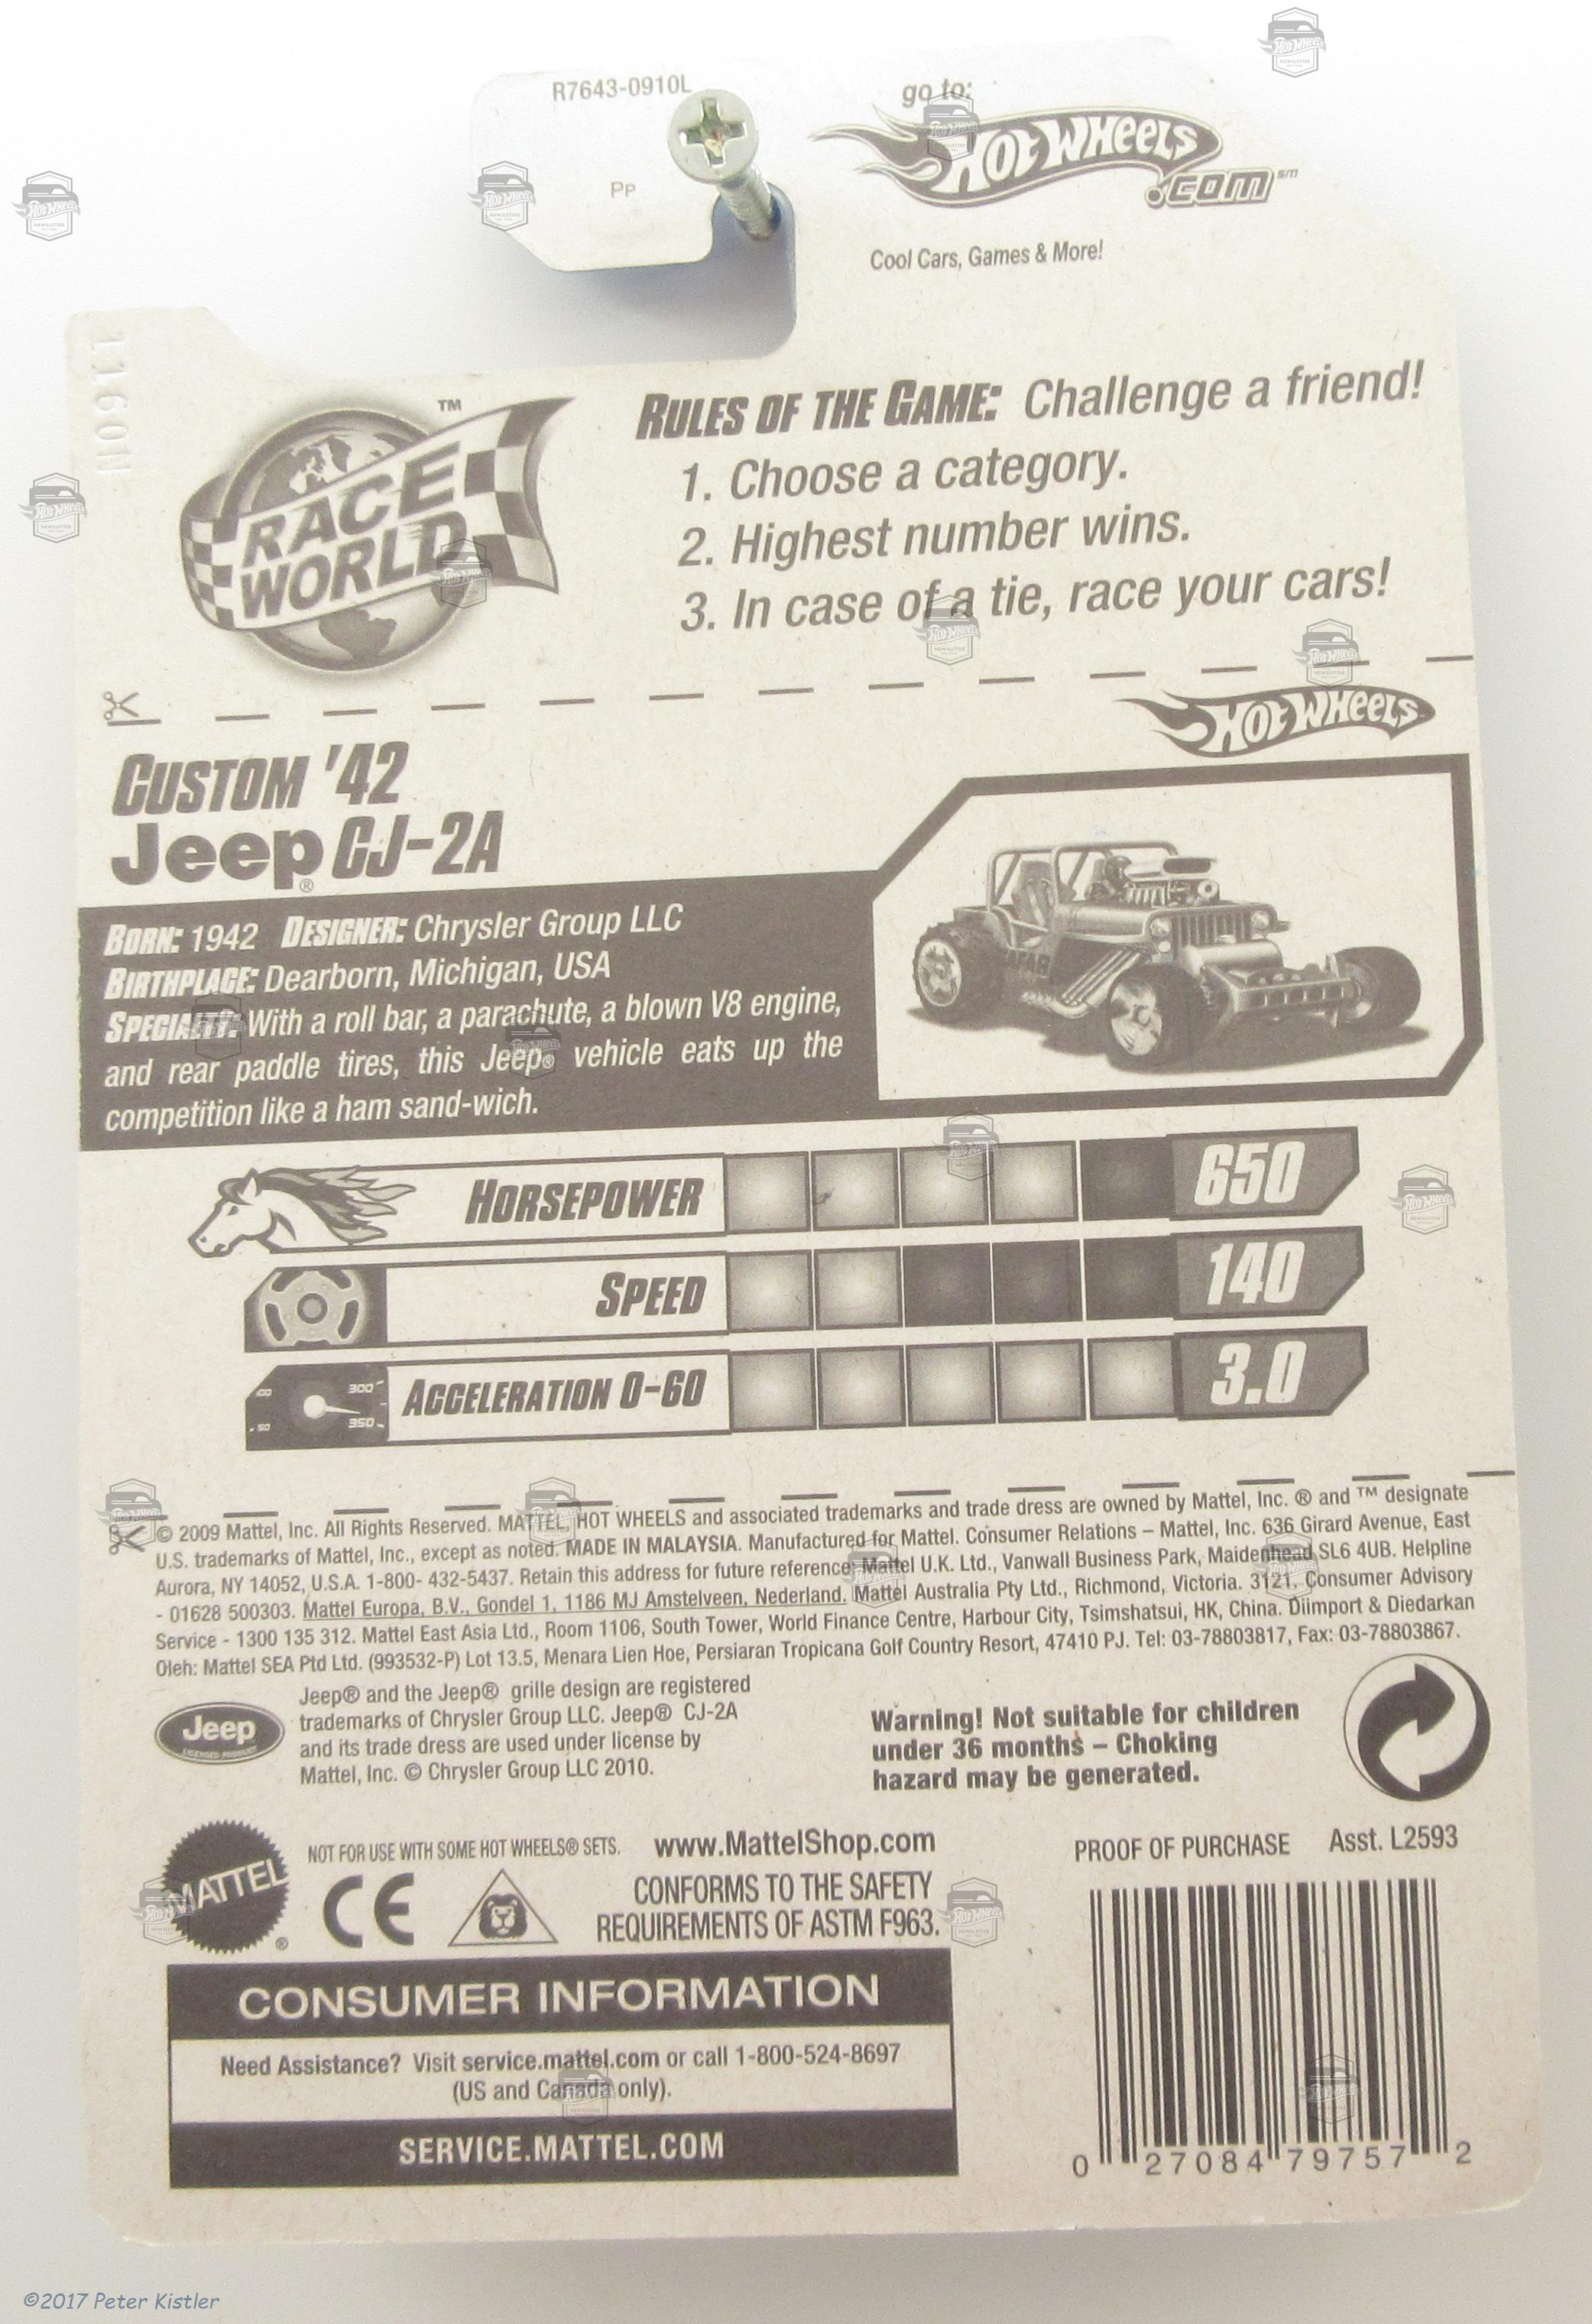 R7643-0910L
PP
go to:
Hot Wheels
.com℠
Cool Cars, Games & More!
1160N
RACE WORLD™
RULES OF THE GAME: Challenge a friend!
1. Choose a category.
2. Highest number wins.
3. In case of a tie, race your cars!
Hot Wheels
CUSTOM '42
Jeep® CJ-2A
BORN: 1942 DESIGNER: Chrysler Group LLC
BIRTHPLACE: Dearborn, Michigan, USA
SPECIALTY: With a roll bar, a parachute, a blown V8 engine,
and rear paddle tires, this Jeep® vehicle eats up the
competition like a ham sand-wich.
HORSEPOWER 650
SPEED 140
300
350
50
ACCELERATION 0-60 3.0
© 2009 Mattel, Inc. All Rights Reserved. MATTEL, HOT WHEELS and associated trademarks and trade dress are owned by Mattel, Inc. ® and ™ designate
U.S. trademarks of Mattel, Inc., except as noted. MADE IN MALAYSIA. Manufactured for Mattel. Consumer Relations – Mattel, Inc. 636 Girard Avenue, East
Aurora, NY 14052, U.S.A. 1-800- 432-5437. Retain this address for future reference: Mattel U.K. Ltd., Vanwall Business Park, Maidenhead SL6 4UB. Helpline
- 01628 500303. Mattel Europa, B.V., Gondel 1, 1186 MJ Amstelveen, Nederland. Mattel Australia Pty Ltd., Richmond, Victoria. 3121. Consumer Advisory
Service - 1300 135 312. Mattel East Asia Ltd., Room 1106, South Tower, World Finance Centre, Harbour City, Tsimshatsui, HK, China. Diimport & Diedarkan
Oleh: Mattel SEA Ptd Ltd. (993532-P) Lot 13.5, Menara Lien Hoe, Persiaran Tropicana Golf Country Resort, 47410 PJ. Tel: 03-78803817, Fax: 03-78803867.
Jeep
LICENSED PRODUCT
Jeep® and the Jeep® grille design are registered
trademarks of Chrysler Group LLC. Jeep® CJ-2A
and its trade dress are used under license by
Mattel, Inc. © Chrysler Group LLC 2010.
Warning! Not suitable for children
under 36 months – Choking
hazard may be generated.
MATTEL®
NOT FOR USE WITH SOME HOT WHEELS® SETS.
www.MattelShop.com
CE
CONFORMS TO THE SAFETY
REQUIREMENTS OF ASTM F963.
PROOF OF PURCHASE Asst. L2593
CONSUMER INFORMATION
Need Assistance? Visit service.mattel.com or call 1-800-524-8697
(US and Canada only).
SERVICE.MATTEL.COM
0 27084 79757 2
©2017 Peter Kistler